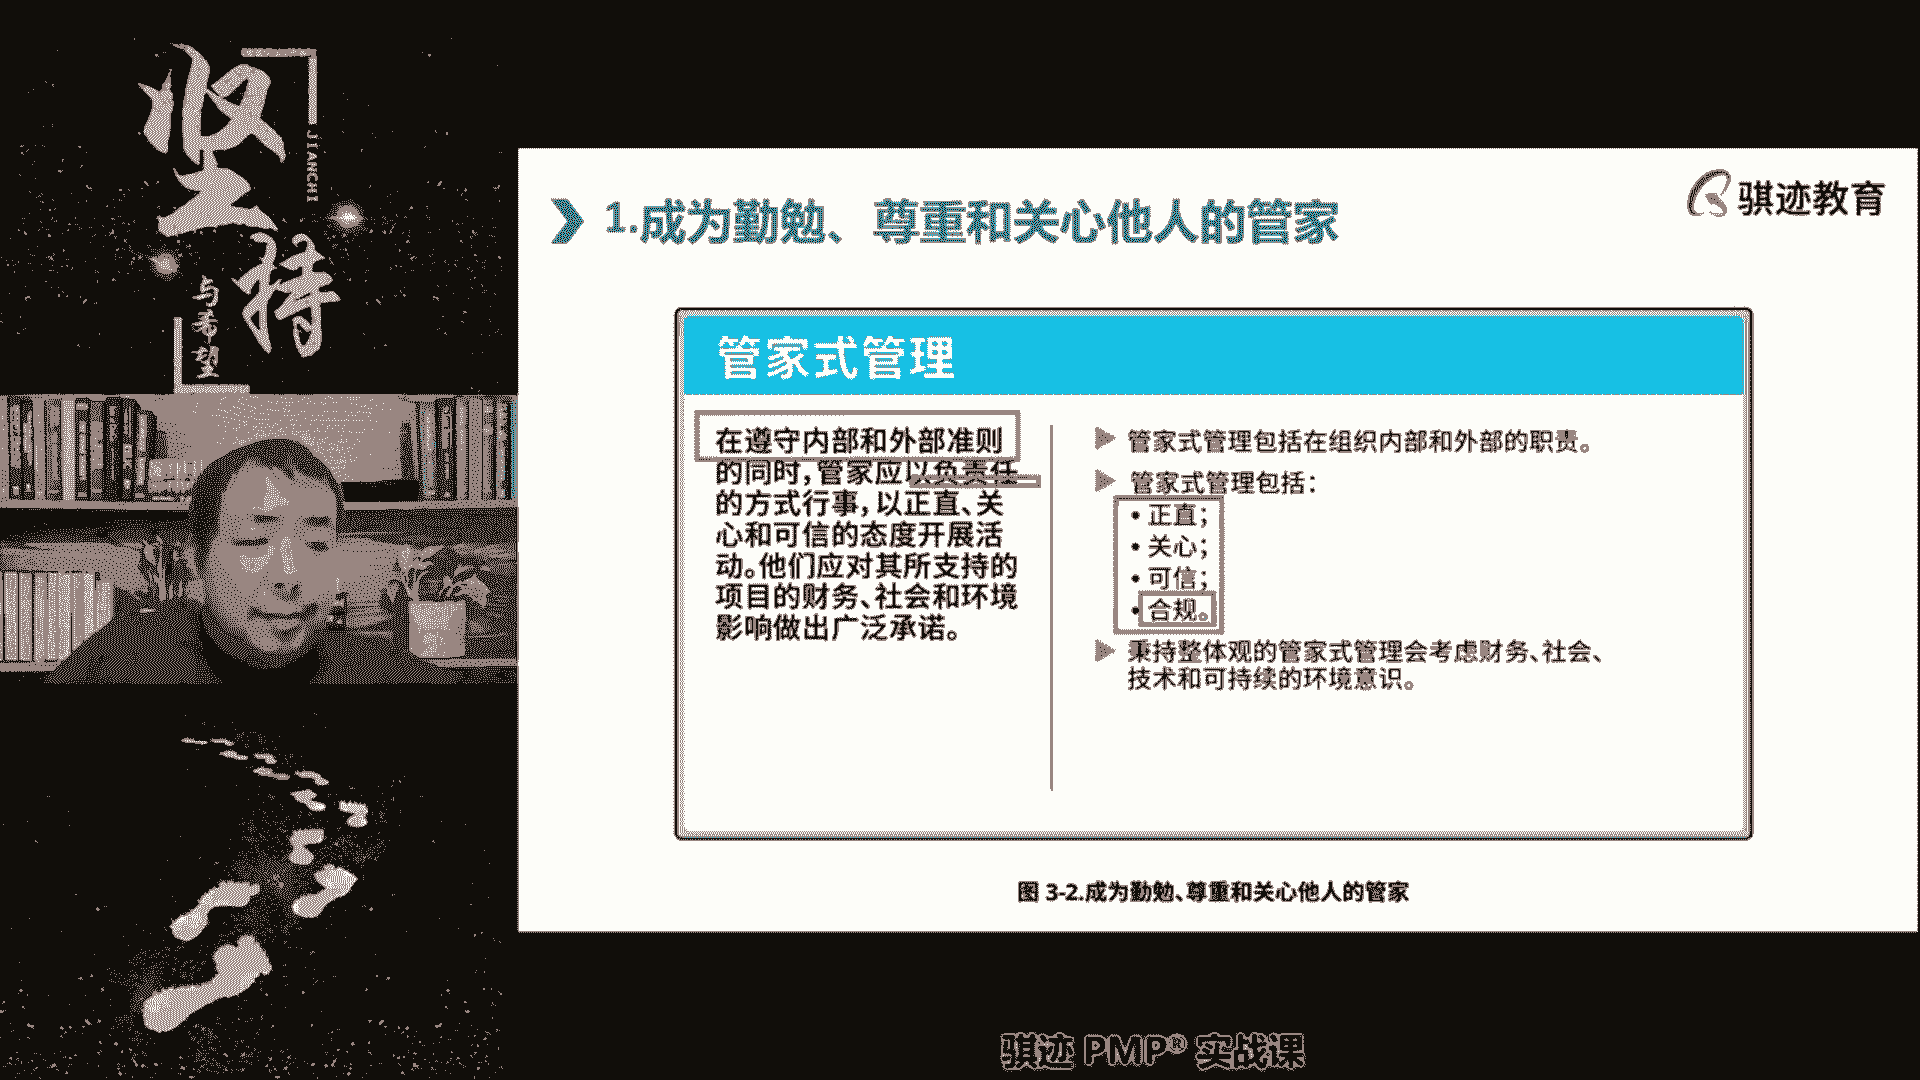 坚持
JIANCHI
与希望
骐迹教育
1.成为勤勉、尊重和关心他人的管家
管家式管理
在遵守内部和外部准则
的同时，管家应以负责任
的方式行事，以正直、关
心和可信的态度开展活
动。他们应对其所支持的
项目的财务、社会和环境
影响做出广泛承诺。
管家式管理包括在组织内部和外部的职责。
管家式管理包括：
• 正直；
• 关心；
• 可信；
• 合规。
秉持整体观的管家式管理会考虑财务、社会、
技术和可持续的环境意识。
图 3-2.成为勤勉、尊重和关心他人的管家
骐迹 PMP® 实战课